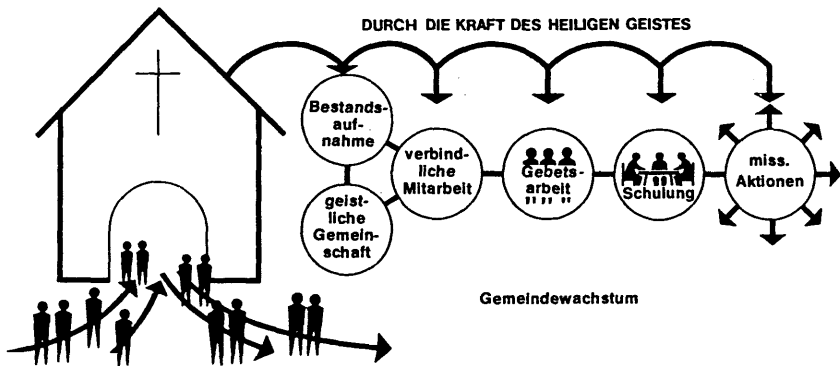 DURCH DIE KRAFT DES HEILIGEN GEISTES
Bestands-
auf-
nahme
geist-
liche
Gemein-
schaft
verbind-
liche
Mitarbeit
Gebets-
arbeit
Schulung
miss.
Aktionen
Gemeindewachstum